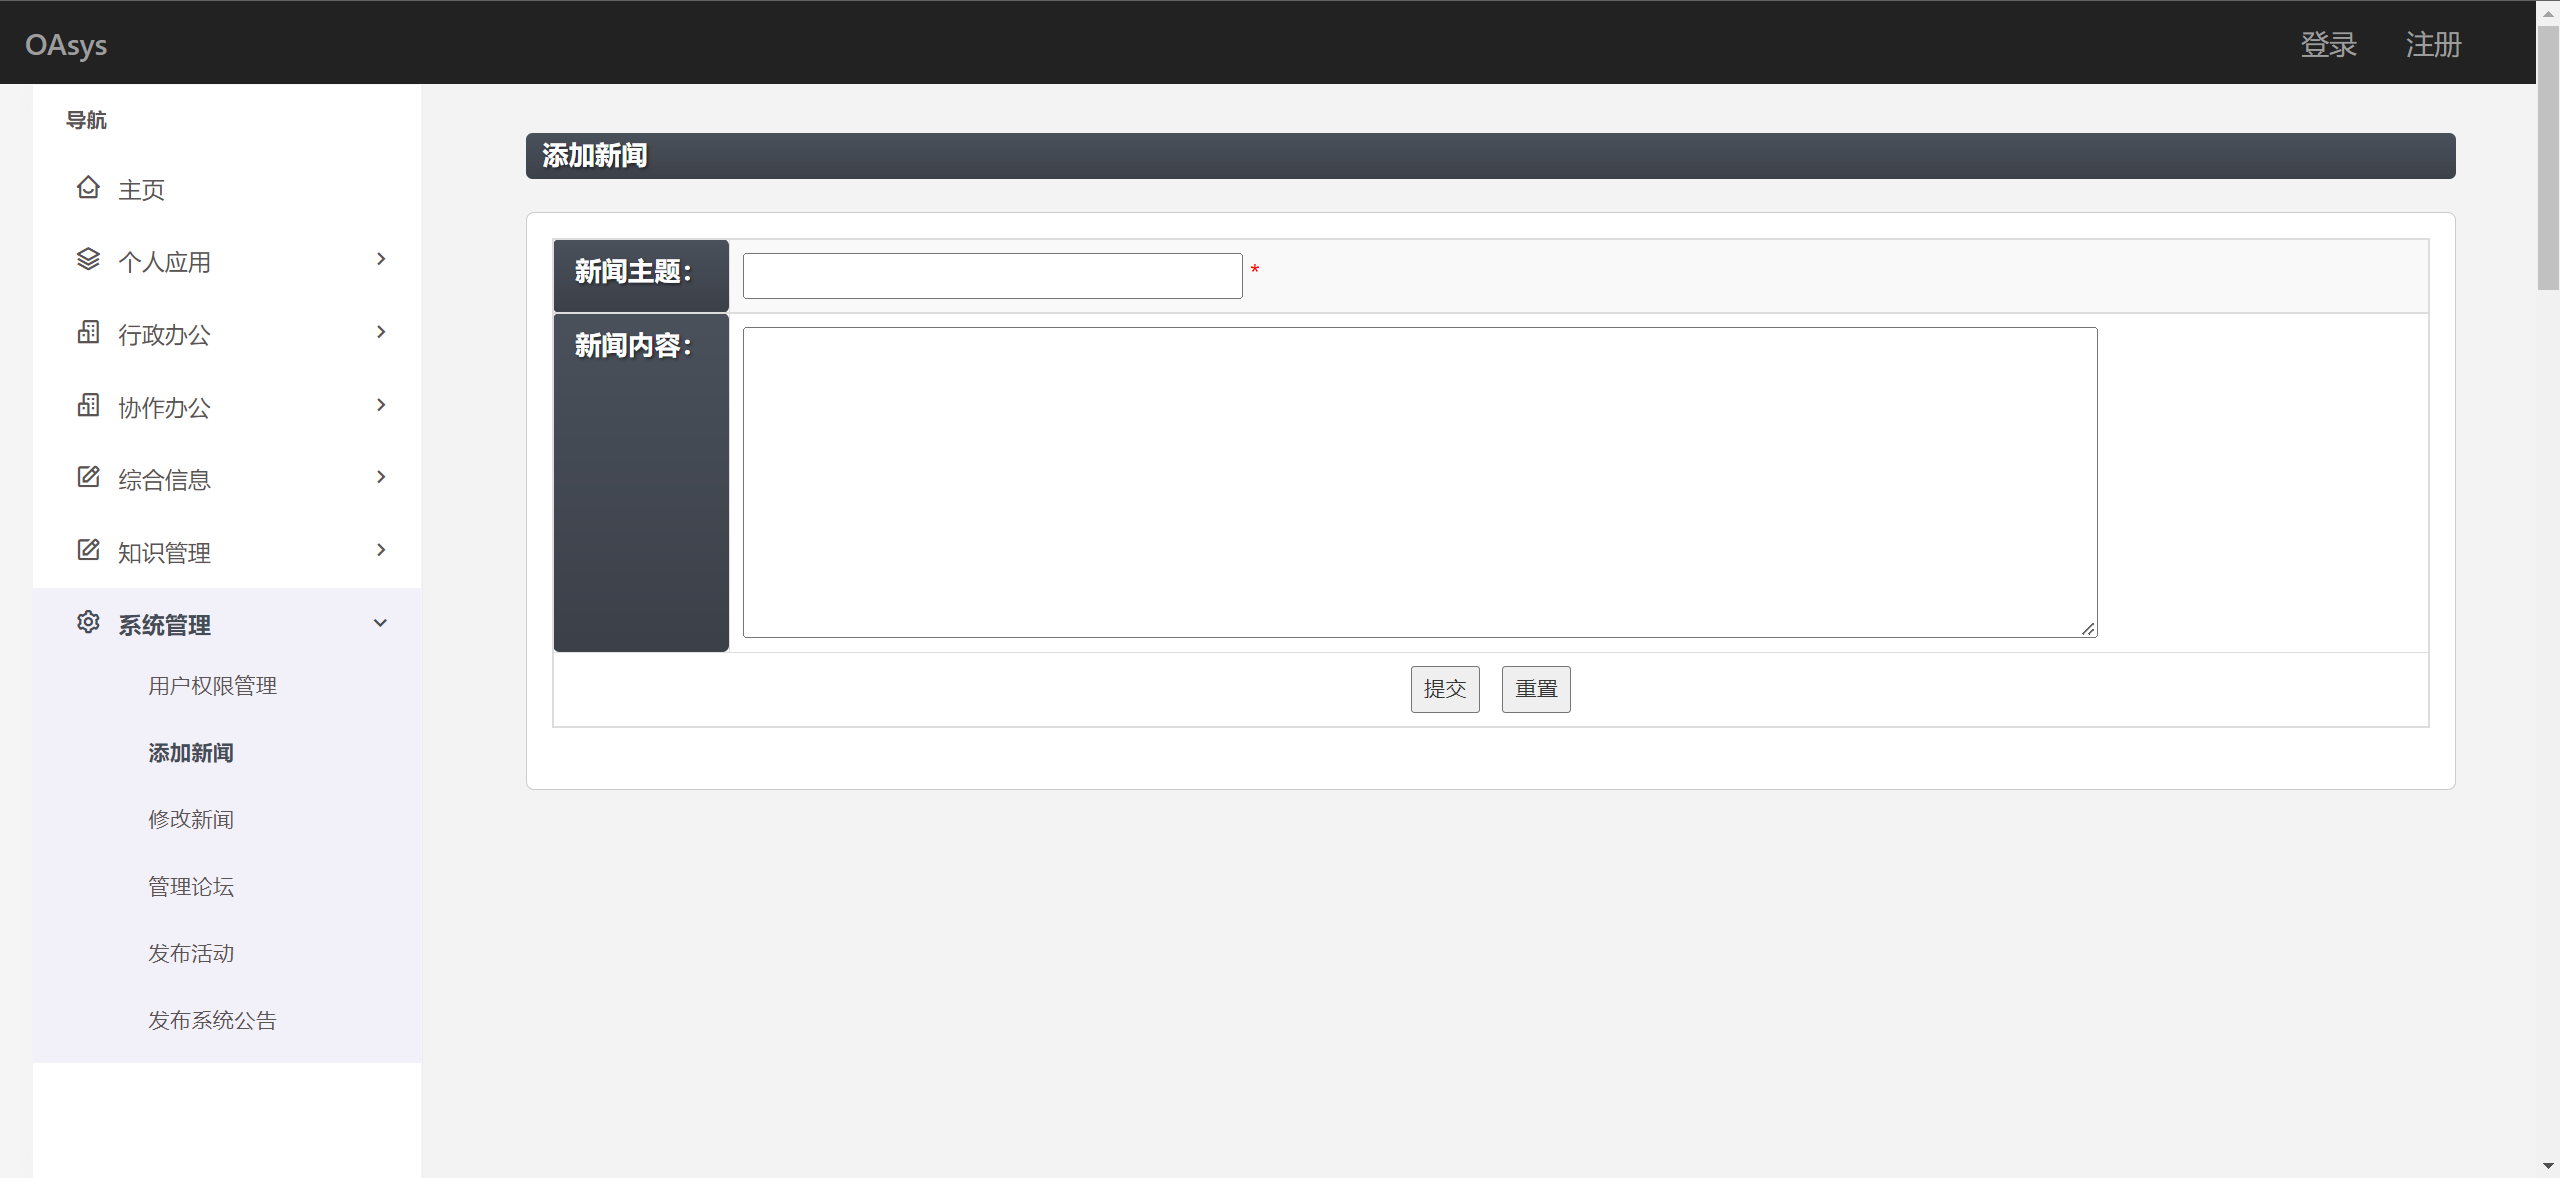 OAsys
登录 注册
导航
主页
个人应用
行政办公
协作办公
综合信息
知识管理
系统管理
用户权限管理
添加新闻
修改新闻
管理论坛
发布活动
发布系统公告
添加新闻
新闻主题： *
新闻内容：
提交 重置